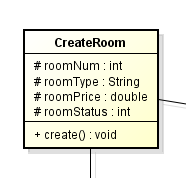 CreateRoom
# roomNum : int
# roomType : String
# roomPrice : double
# roomStatus : int
+ create() : void